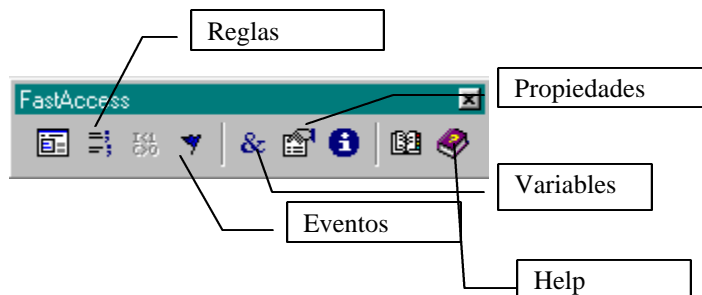 Reglas
FastAccess
Propiedades
=;
=;
&
i
?
Variables
Eventos
Help